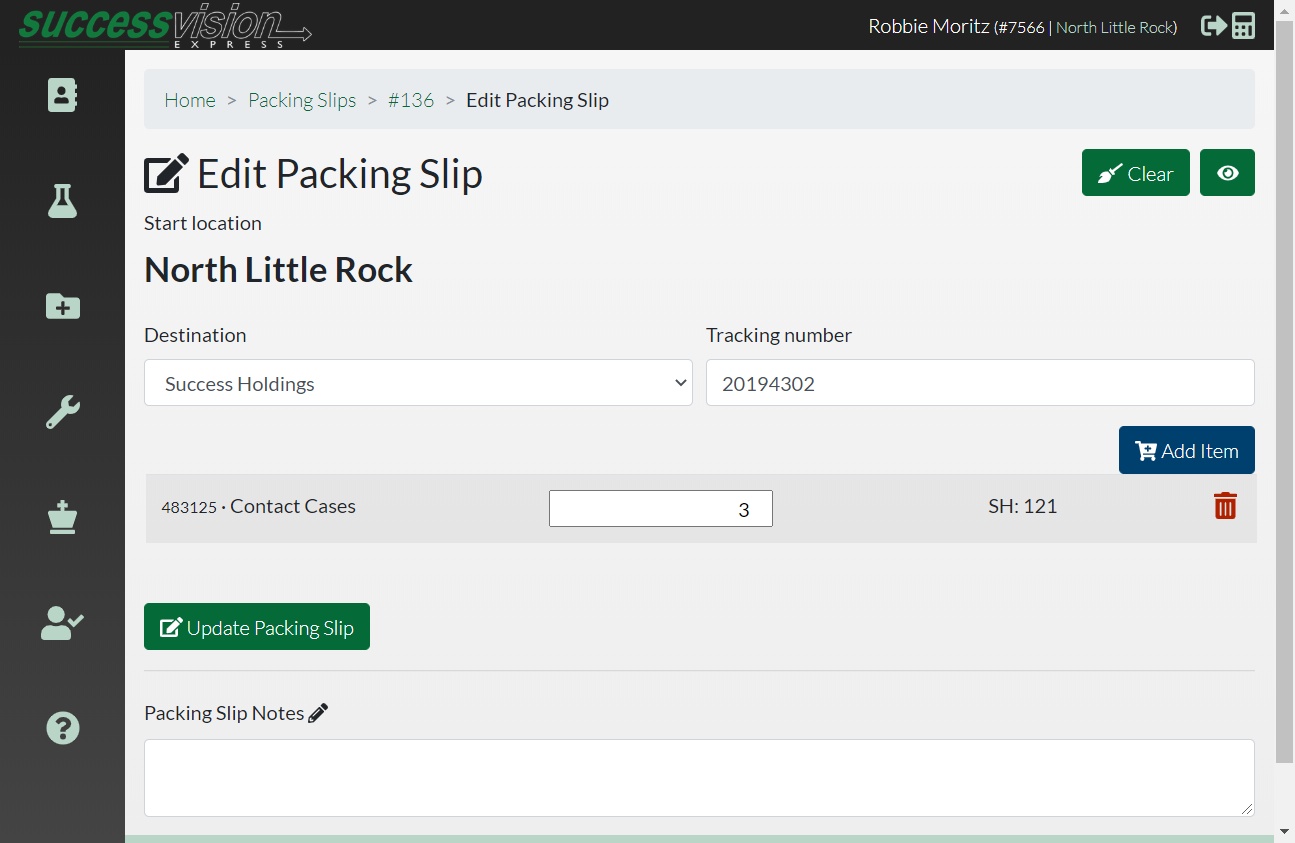 successvision
EXPRESS
Robbie Moritz (#7566 | North Little Rock)
Home > Packing Slips > #136 > Edit Packing Slip
Edit Packing Slip
Clear
Start location
North Little Rock
Destination
Tracking number
Success Holdings
20194302
Add Item
483125 · Contact Cases
3
SH: 121
Update Packing Slip
Packing Slip Notes